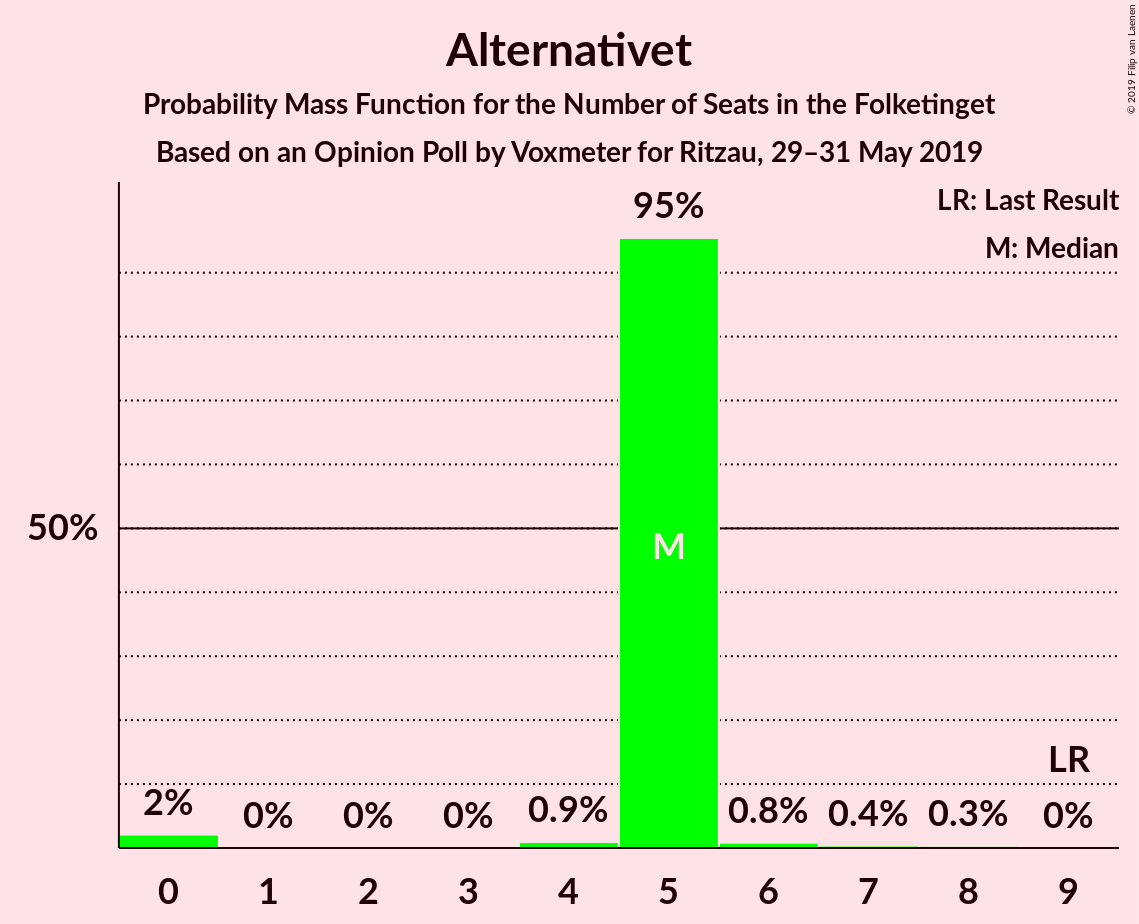 Alternativet
Probability Mass Function for the Number of Seats in the Folketinget
Based on an Opinion Poll by Voxmeter for Ritzau, 29–31 May 2019
© 2019 Filip van Laenen
LR: Last Result
M: Median
95%
50%
M
LR
2% 0% 0% 0% 0.9% 0.8% 0.4% 0.3% 0%
0 1 2 3 4 5 6 7 8 9